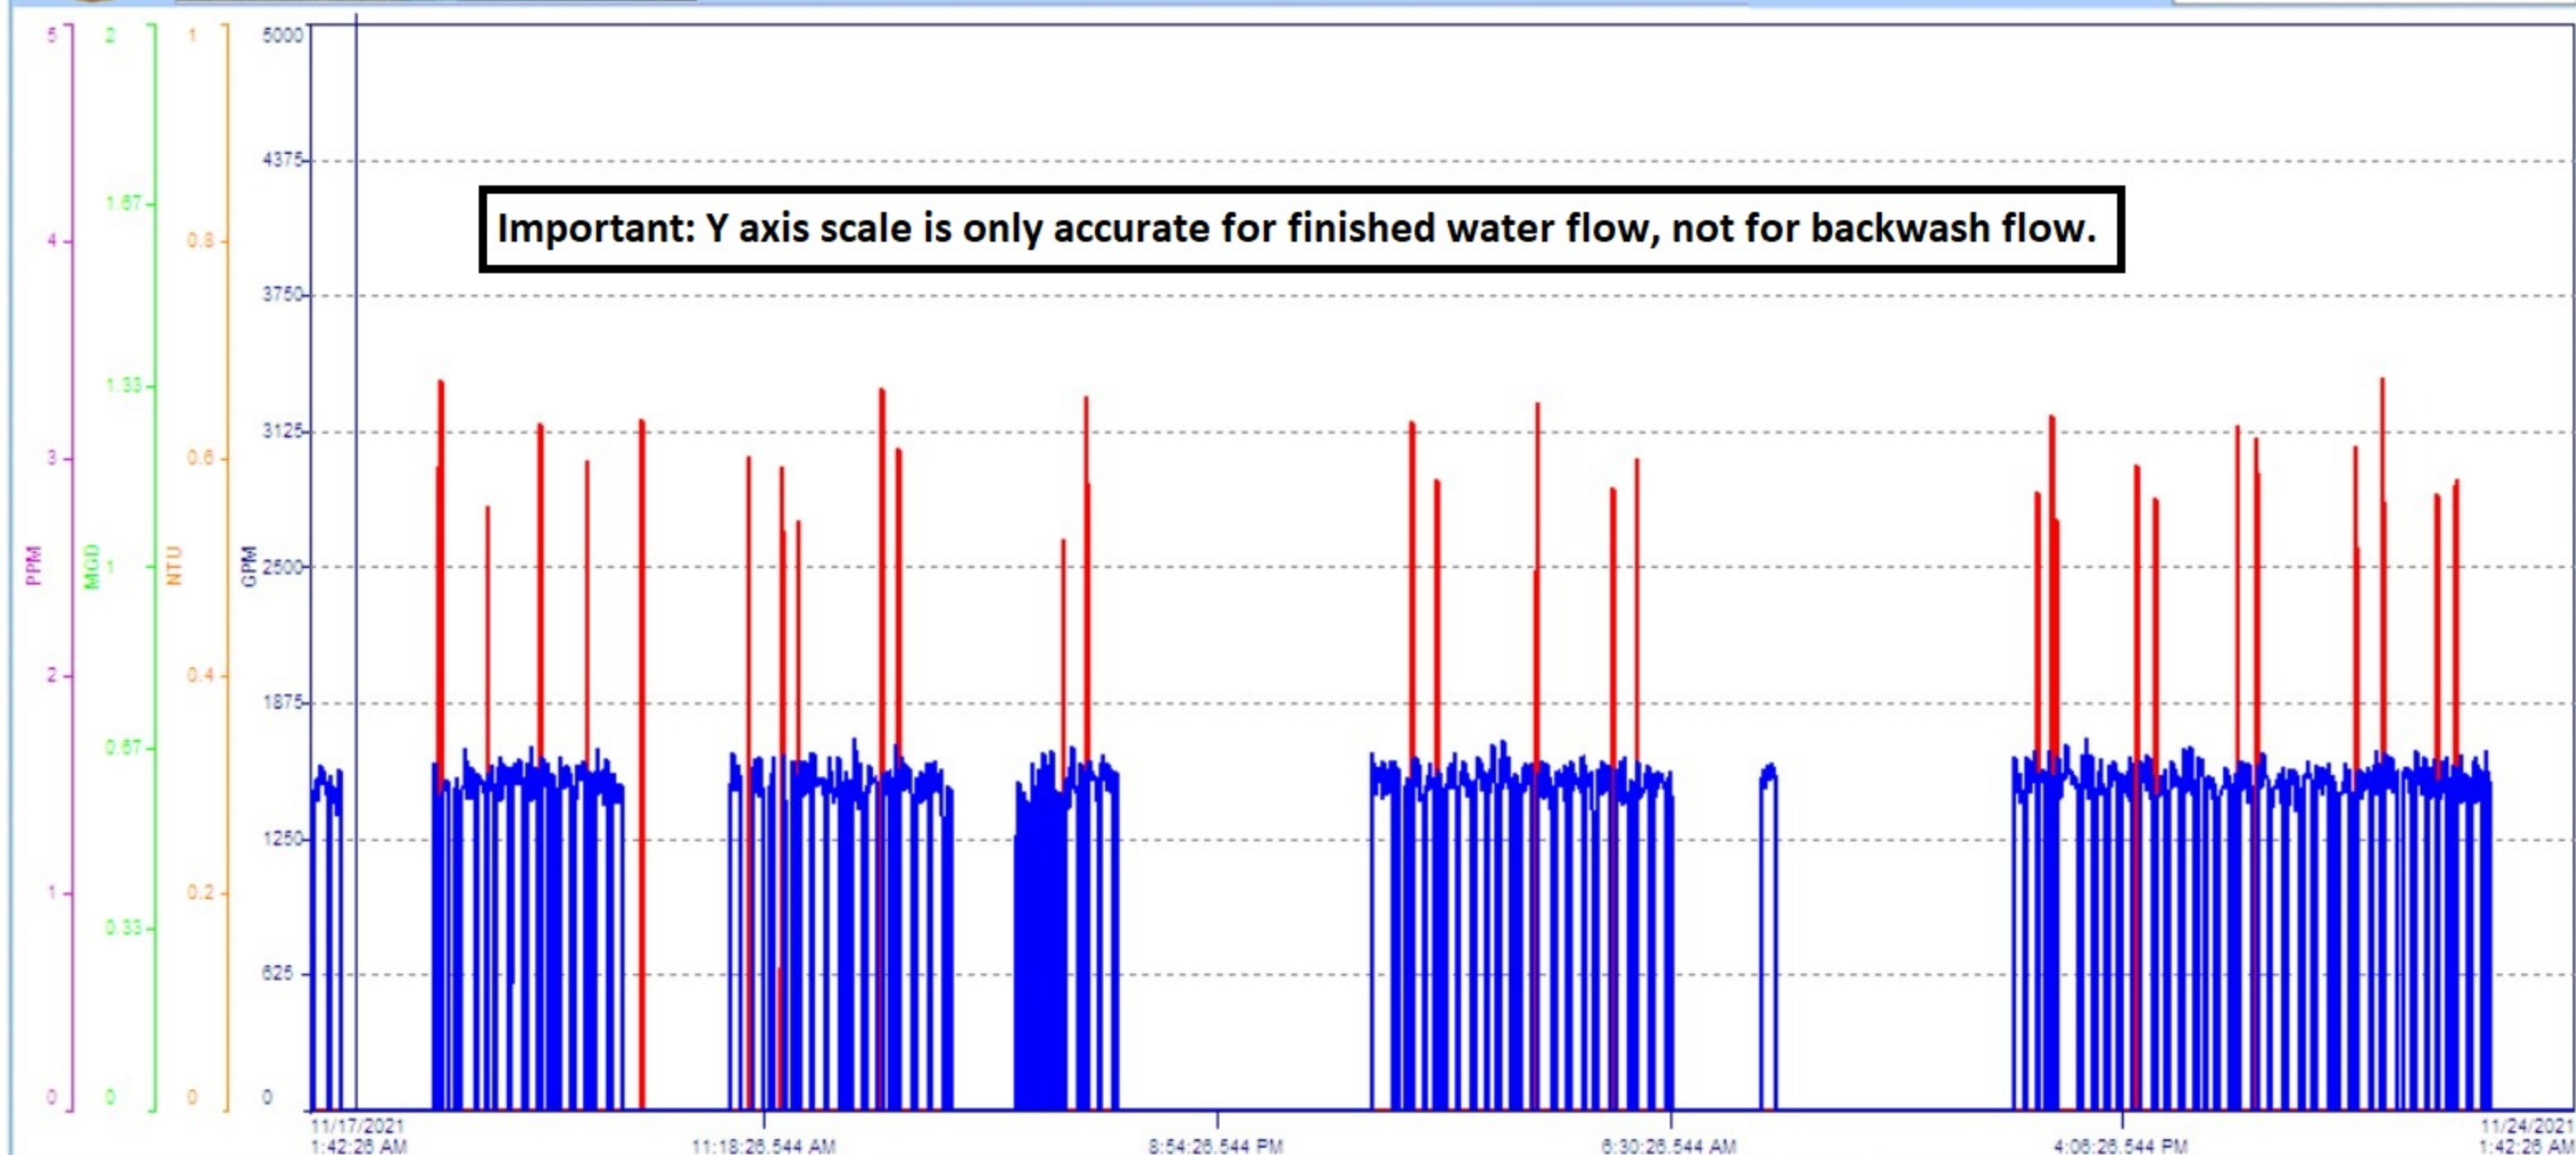 5
2
1
5000
4375
1.67
Important: Y axis scale is only accurate for finished water flow, not for backwash flow.
4
0.8
3750
1.33
3125
3
0.6
PPM
MGD
1
NTU
GPM
2500
2
0.4
1875
0.67
1250
1
0.2
0.33
625
0
0
0
0
11/17/2021
1:42:26 AM
11:18:26.544 AM
8:54:26.544 PM
6:30:26.544 AM
4:06:26.544 PM
11/24/2021
1:42:26 AM